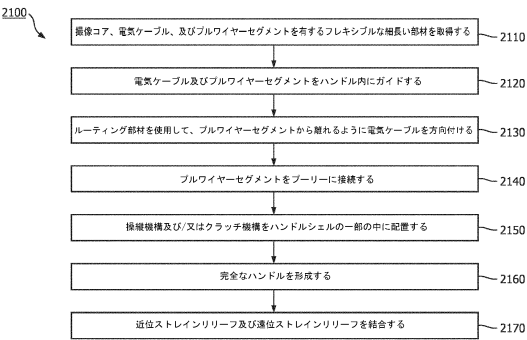 2100
撮像コア、電気ケーブル、及びプルワイヤーセグメントを有するフレキシブルな細長い部材を取得する
2110
電気ケーブル及びプルワイヤーセグメントをハンドル内にガイドする
2120
ルーティング部材を使用して、プルワイヤーセグメントから離れるように電気ケーブルを方向付ける
2130
プルワイヤーセグメントをプーリーに接続する
2140
操縦機構及び/又はクラッチ機構をハンドルシェルの一部の中に配置する
2150
完全なハンドルを形成する
2160
近位ストレインリリーフ及び遠位ストレインリリーフを結合する
2170